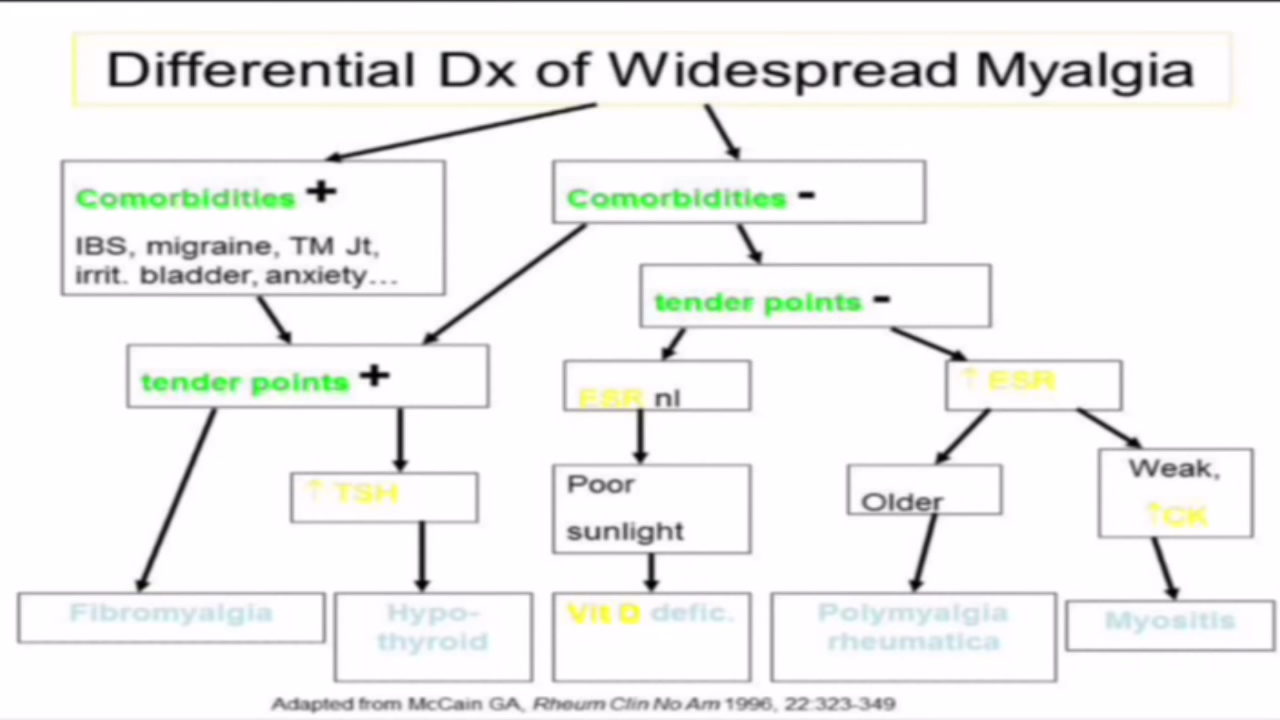 Differential Dx of Widespread Myalgia
Comorbidities +
IBS, migraine, TM Jt,
irrit. bladder, anxiety...
Comorbidities -
tender points -
tender points +
ESR nl
↑ ESR
↑ TSH
Poor
sunlight
Older
Weak,
↑CK
Fibromyalgia
Hypo-
thyroid
Vit D defic.
Polymyalgia
rheumatica
Myositis
Adapted from McCain GA, Rheum Clin No Am 1996, 22:323-349